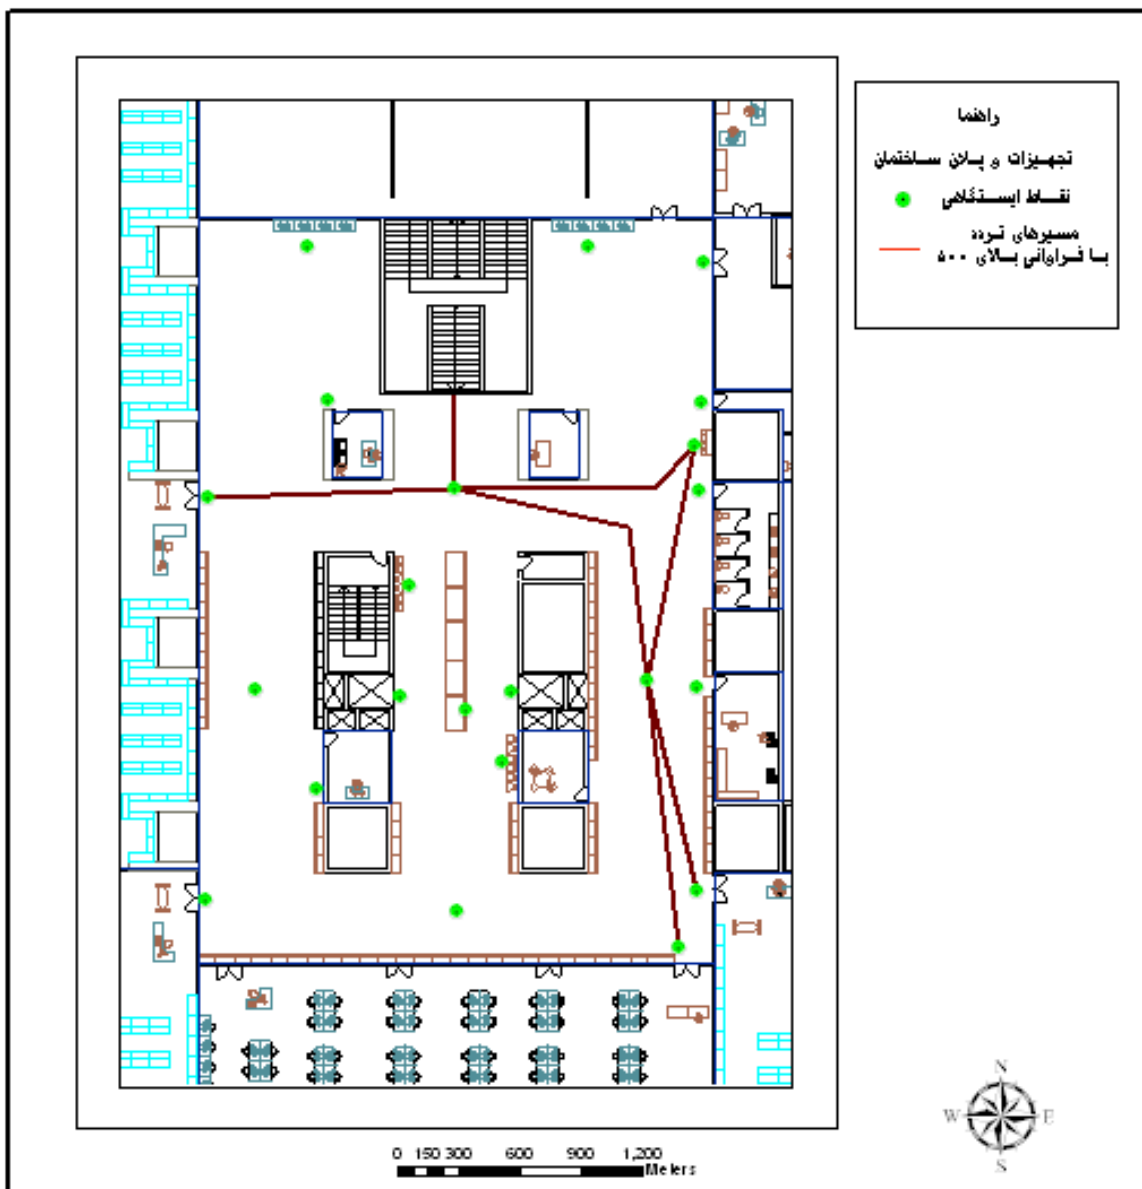 راهنما
تجهیزات و پلان ساختمان
نقاط ایستگاهی
مسیرهای تردد
با فراوانی بالای ۵۰۰
N
W
E
S
0 150 300 600 900 1,200
Meters